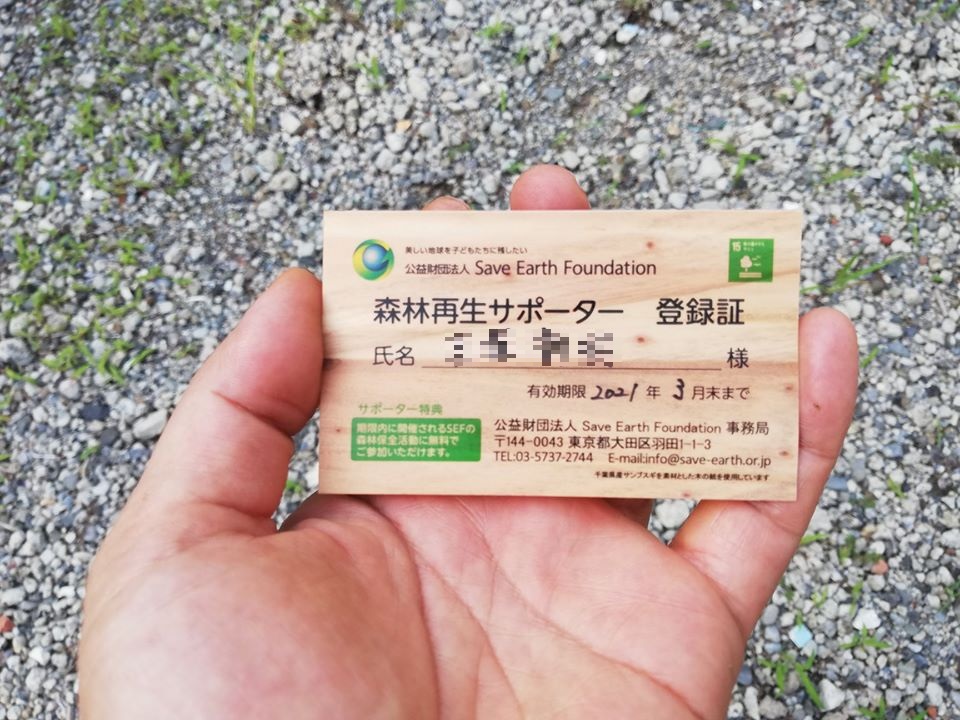 美しい地球を子どもたちに残したい
公益財団法人 Save Earth Foundation
15
森林再生サポーター 登録証
氏名 様
有効期限 2021 年 3 月末まで
サポーター特典
期限内に開催されるSEFの
森林保全活動に無料で
ご参加いただけます。
公益財団法人 Save Earth Foundation 事務局
〒144-0043 東京都大田区羽田1-1-3
TEL:03-5737-2744 E-mail:info@save-earth.or.jp
千葉県産サンブスギを素材とした木の紙を使用しています